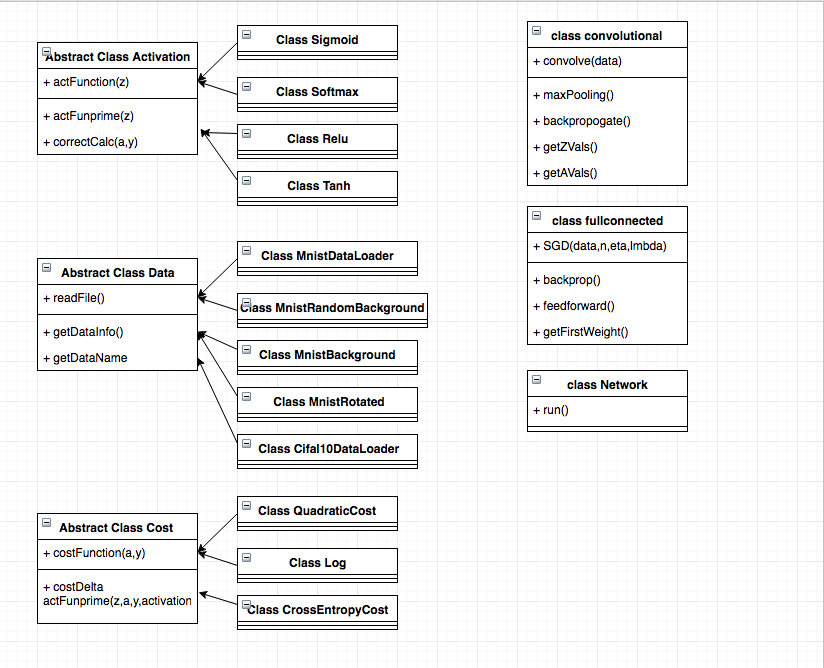 Abstract Class Activation
+ actFunction(z)
+ actFunprime(z)
+ correctCalc(a,y)
Class Sigmoid
Class Softmax
Class Relu
Class Tanh
Abstract Class Data
+ readFile()
+ getDataInfo()
+ getDataName
Class MnistDataLoader
Class MnistRandomBackground
Class MnistBackground
Class MnistRotated
Class Cifal10DataLoader
Abstract Class Cost
+ costFunction(a,y)
+ costDelta
actFunprime(z,a,y,activation
Class QuadraticCost
Class Log
Class CrossEntropyCost
class convolutional
+ convolve(data)
+ maxPooling()
+ backpropogate()
+ getZVals()
+ getAVals()
class fullconnected
+ SGD(data,n,eta,lmbda)
+ backprop()
+ feedforward()
+ getFirstWeight()
class Network
+ run()